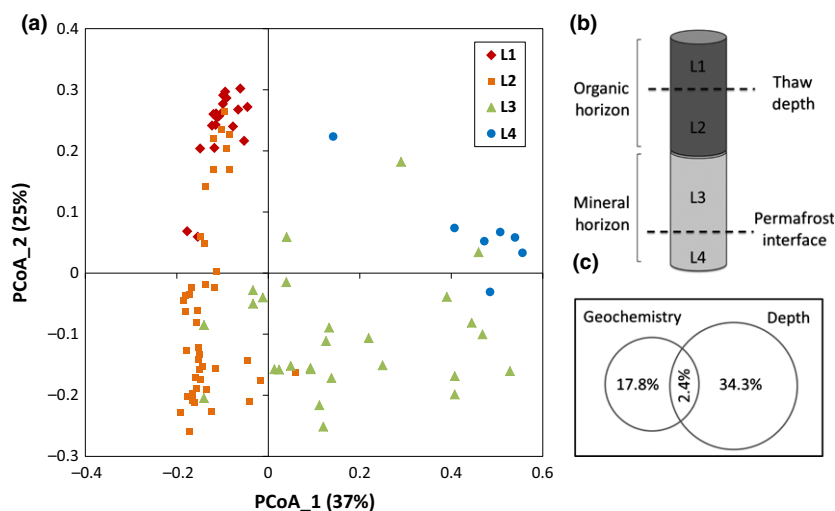 (a)
L1
L2
L3
L4
0.4
0.3
0.2
0.1
0
−0.1
−0.2
−0.3
PCoA_2 (25%)
−0.4
−0.2
0
0.2
0.4
0.6
PCoA_1 (37%)
(b)
Organic
horizon
L1
L2
Thaw
depth
Mineral
horizon
L3
L4
Permafrost
interface
(c)
Geochemistry
Depth
17.8%
2.4%
34.3%